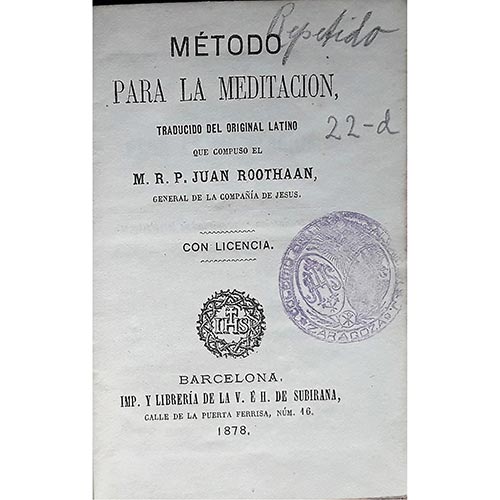 Repetido
MÉTODO
PARA LA MEDITACION,
22-d
TRADUCIDO DEL ORIGINAL LATINO
QUE COMPUSO EL
M. R. P. JUAN ROOTHAAN,
GENERAL DE LA COMPAÑÍA DE JESUS.
CON LICENCIA.
COLEGIO DE
ZARAGOZA
IHS
BARCELONA.
IMP. Y LIBRERÍA DE LA V. É H. DE SUBIRANA,
CALLE DE LA PUERTA FERRISA, NÚM. 16.
1878.